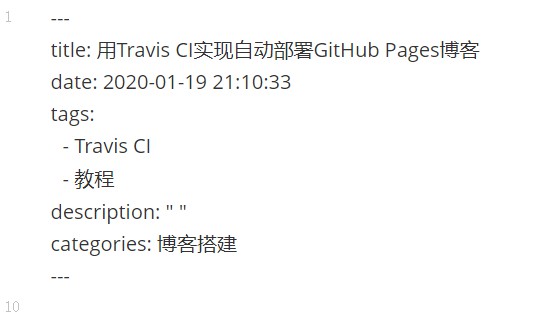 1 ---
title: 用Travis CI实现自动部署GitHub Pages博客
date: 2020-01-19 21:10:33
tags:
  - Travis CI
  - 教程
description: " "
categories: 博客搭建
---
10